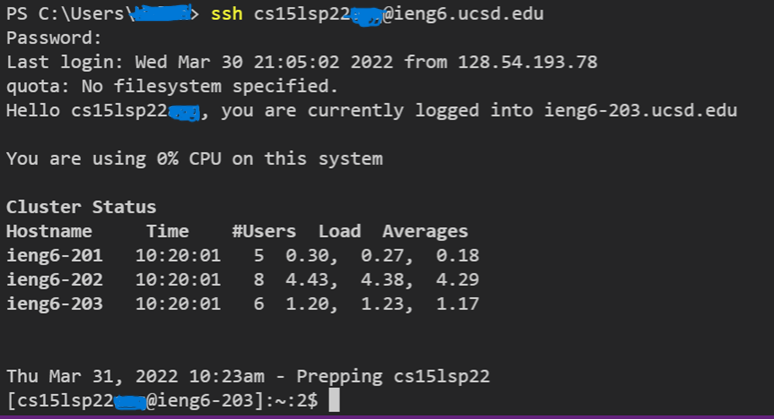 PS C:\Users\> ssh cs15lsp22@ieng6.ucsd.edu
Password:
Last login: Wed Mar 30 21:05:02 2022 from 128.54.193.78
quota: No filesystem specified.
Hello cs15lsp22, you are currently logged into ieng6-203.ucsd.edu
You are using 0% CPU on this system
Cluster Status
Hostname Time #Users Load Averages
ieng6-201 10:20:01 5 0.30, 0.27, 0.18
ieng6-202 10:20:01 8 4.43, 4.38, 4.29
ieng6-203 10:20:01 6 1.20, 1.23, 1.17
Thu Mar 31, 2022 10:23am - Prepping cs15lsp22
[cs15lsp22@ieng6-203]:~:2$